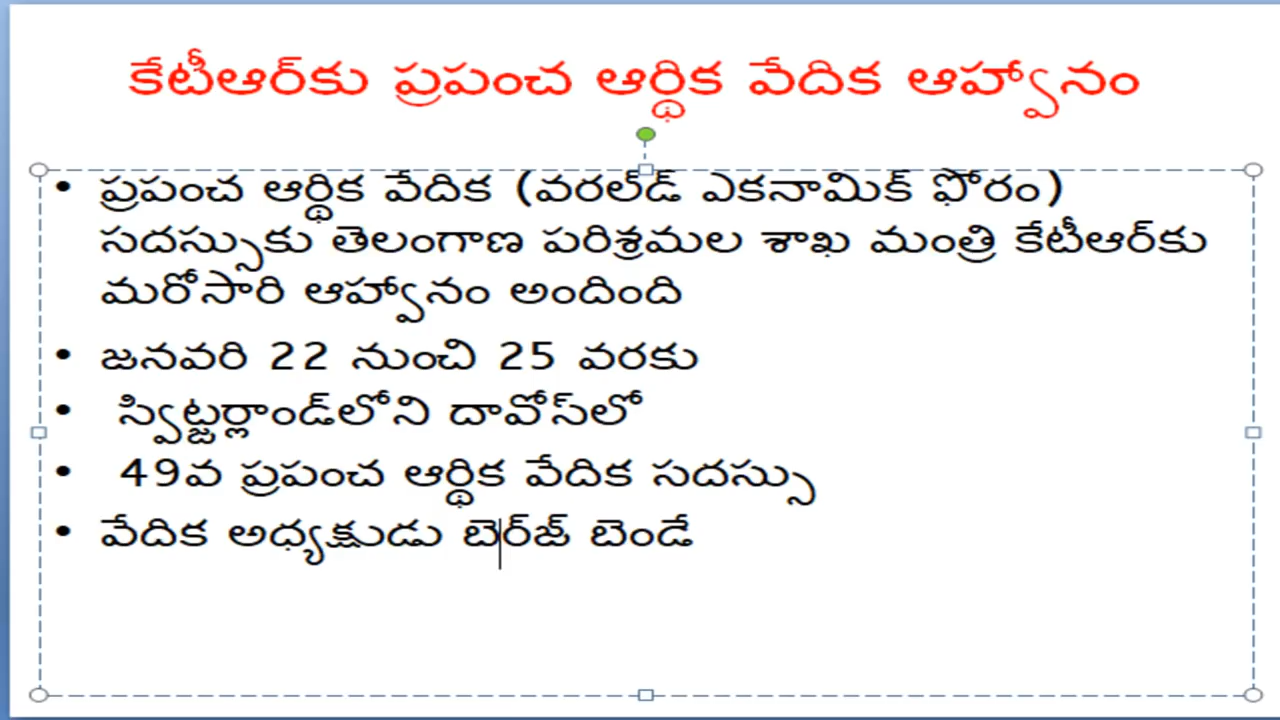 కేటీఆర్‌కు ప్రపంచ ఆర్థిక వేదిక ఆహ్వానం
• ప్రపంచ ఆర్థిక వేదిక (వరల్‌డ్ ఎకనామిక్ ఫోరం)
సదస్సుకు తెలంగాణ పరిశ్రమల శాఖ మంత్రి కేటీఆర్‌కు
మరోసారి ఆహ్వానం అందింది
• జనవరి 22 నుంచి 25 వరకు
• స్విట్జర్లాండ్‌లోని దావోస్‌లో
• 49వ ప్రపంచ ఆర్థిక వేదిక సదస్సు
• వేదిక అధ్యక్షుడు బెర్‌జ్ బెండే